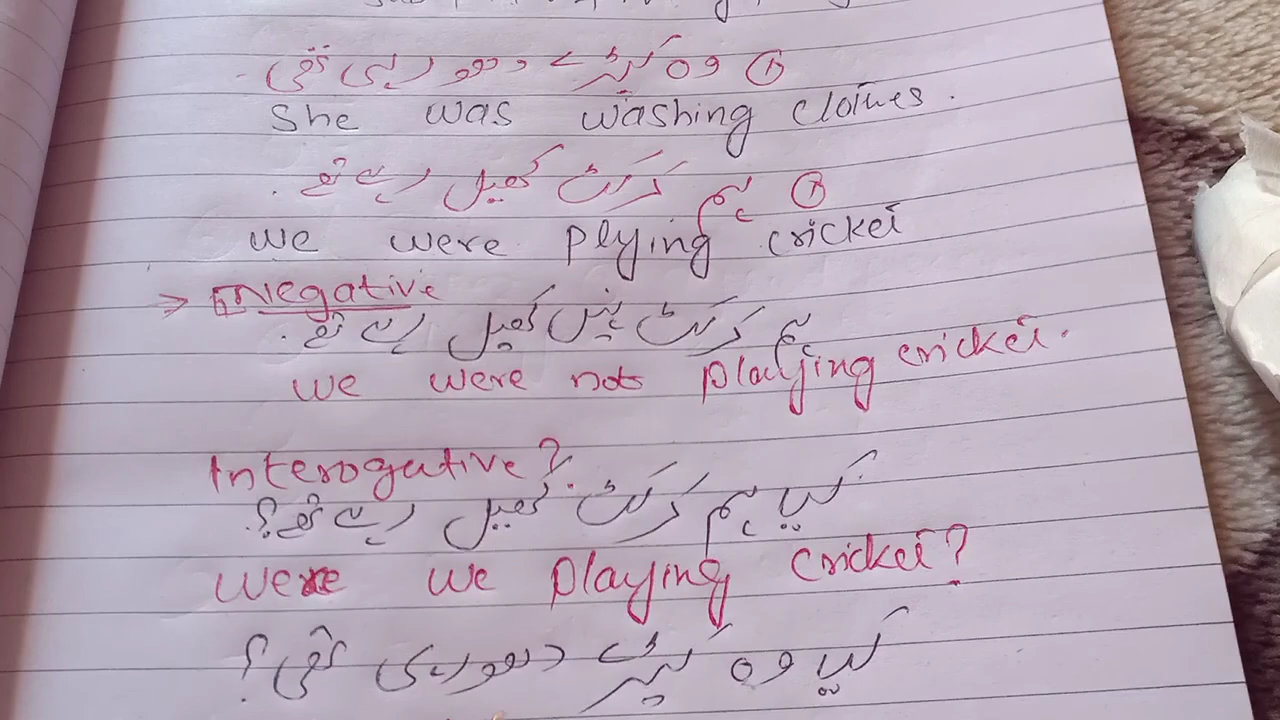 ① وہ کپڑے دھو رہی تھی ۔
She was washing clothes .
② ہم کرکٹ کھیل رہے تھے ۔
we were plying cricket
⇒ Negative
ہم کرکٹ نہیں کھیل رہے تھے ۔
we were not playing cricket .
Interogative ?
کیا ہم کرکٹ کھیل رہے تھے ؟
were we playing cricket ?
کیا وہ کپڑے دھو رہی تھی ؟